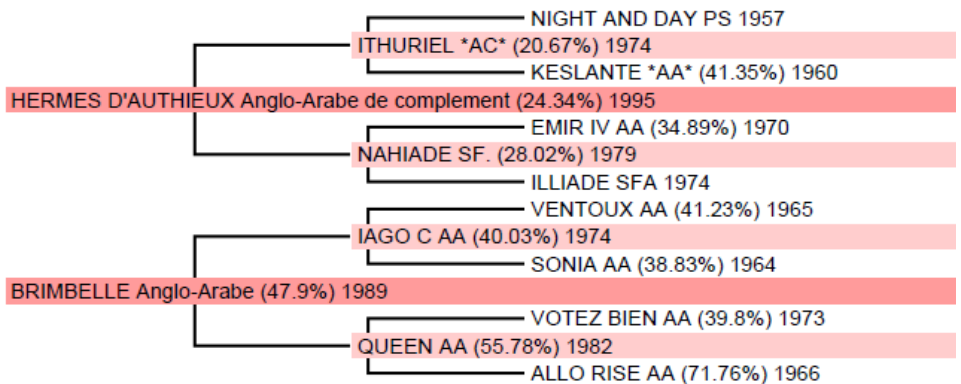 NIGHT AND DAY PS 1957
ITHURIEL *AC* (20.67%) 1974
KESLANTE *AA* (41.35%) 1960
HERMES D'AUTHIEUX Anglo-Arabe de complement (24.34%) 1995
EMIR IV AA (34.89%) 1970
NAHIADE SF. (28.02%) 1979
ILLIADE SFA 1974
VENTOUX AA (41.23%) 1965
IAGO C AA (40.03%) 1974
SONIA AA (38.83%) 1964
BRIMBELLE Anglo-Arabe (47.9%) 1989
VOTEZ BIEN AA (39.8%) 1973
QUEEN AA (55.78%) 1982
ALLO RISE AA (71.76%) 1966